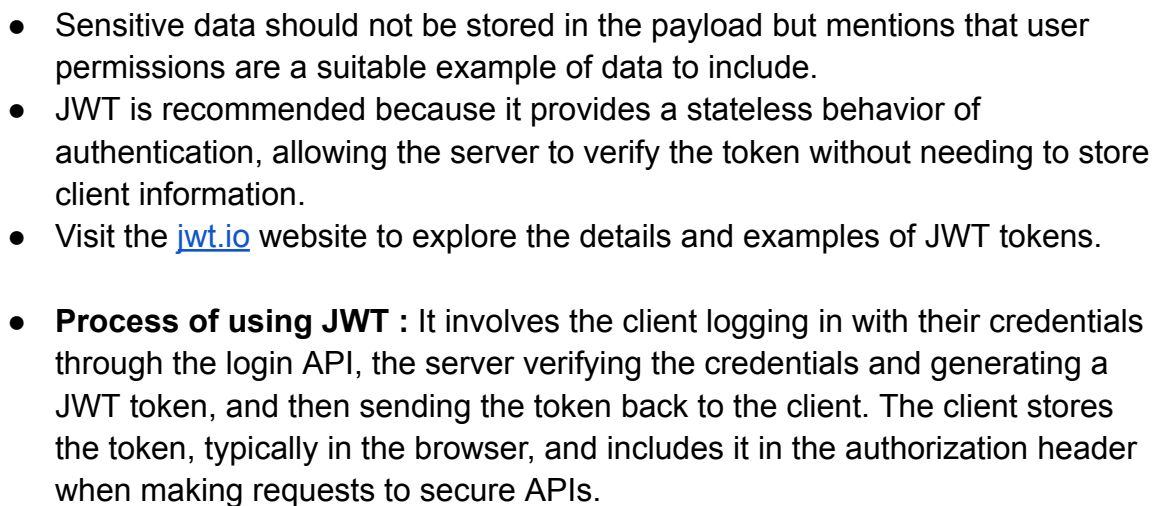 ● Sensitive data should not be stored in the payload but mentions that user
permissions are a suitable example of data to include.
● JWT is recommended because it provides a stateless behavior of
authentication, allowing the server to verify the token without needing to store
client information.
● Visit the jwt.io website to explore the details and examples of JWT tokens.
● Process of using JWT : It involves the client logging in with their credentials
through the login API, the server verifying the credentials and generating a
JWT token, and then sending the token back to the client. The client stores
the token, typically in the browser, and includes it in the authorization header
when making requests to secure APIs.